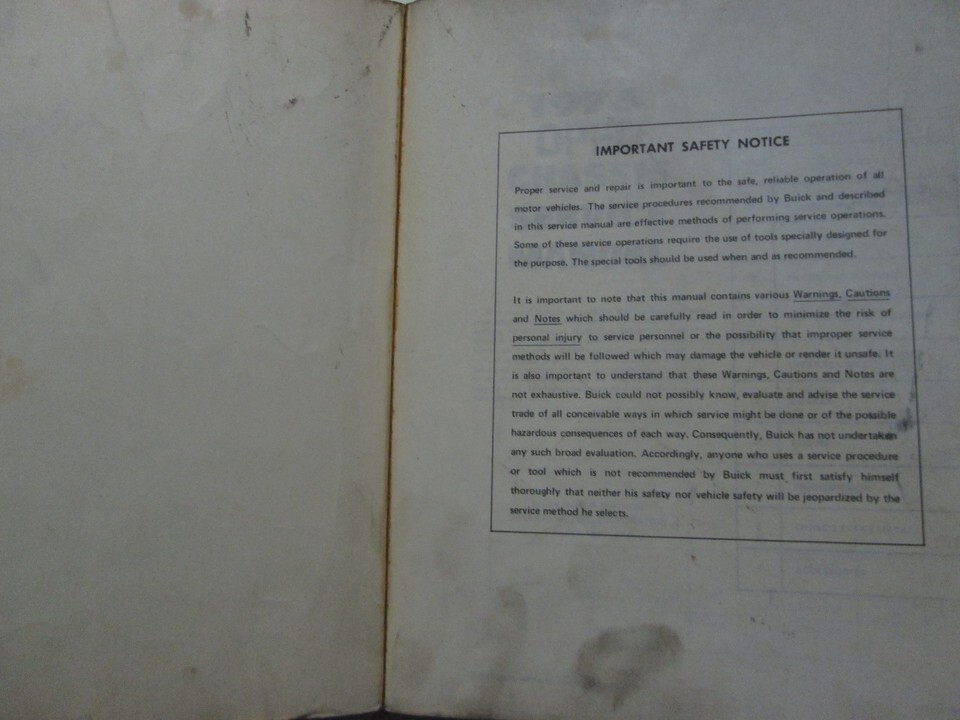 IMPORTANT SAFETY NOTICE
Proper service and repair is important to the safe, reliable operation of all
motor vehicles. The service procedures recommended by Buick and described
in this service manual are effective methods of performing service operations.
Some of these service operations require the use of tools specially designed for
the purpose. The special tools should be used when and as recommended.
It is important to note that this manual contains various Warnings, Cautions
and Notes which should be carefully read in order to minimize the risk of
personal injury to service personnel or the possibility that improper service
methods will be followed which may damage the vehicle or render it unsafe. It
is also important to understand that these Warnings, Cautions and Notes are
not exhaustive. Buick could not possibly know, evaluate and advise the service
trade of all conceivable ways in which service might be done or of the possible
hazardous consequences of each way. Consequently, Buick has not undertaken
any such broad evaluation. Accordingly, anyone who uses a service procedure
or tool which is not recommended by Buick must first satisfy himself
thoroughly that neither his safety nor vehicle safety will be jeopardized by the
service method he selects.